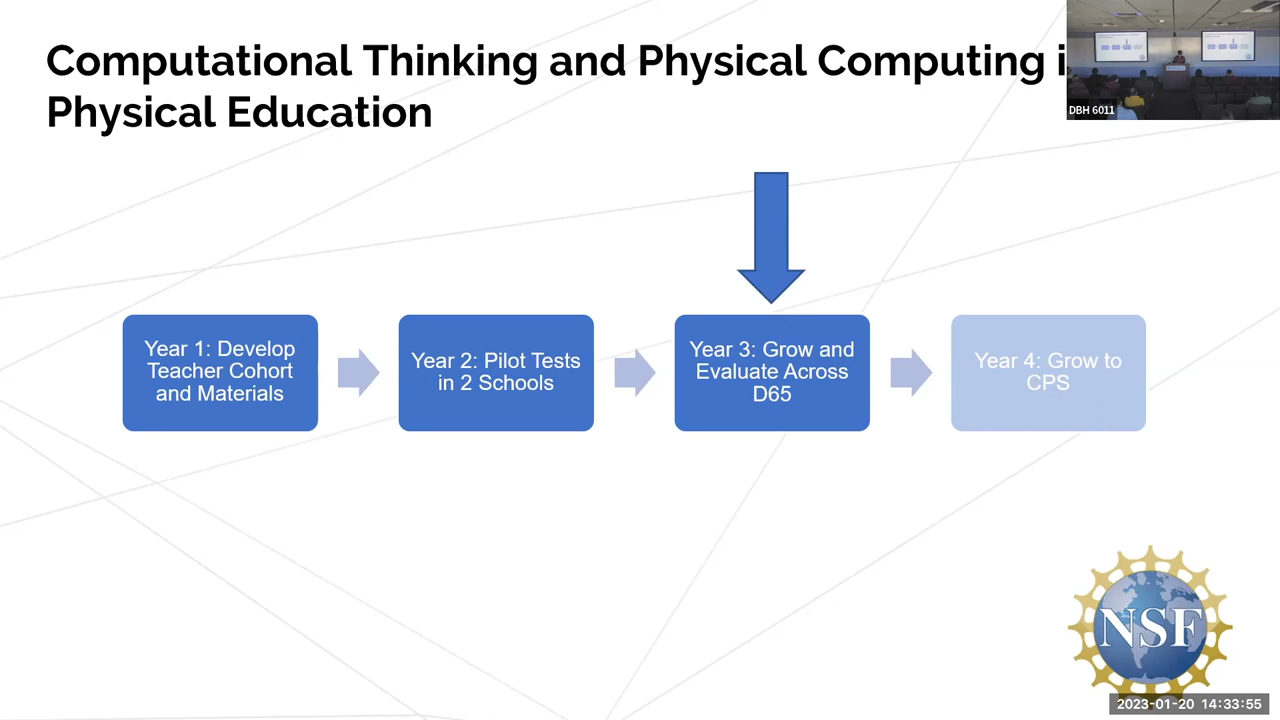 Computational Thinking and Physical Computing i
Physical Education
DBH 6011
Year 1: Develop
Teacher Cohort
and Materials
Year 2: Pilot Tests
in 2 Schools
Year 3: Grow and
Evaluate Across
D65
Year 4: Grow to
CPS
NSF
2023-01-20 14:33:55